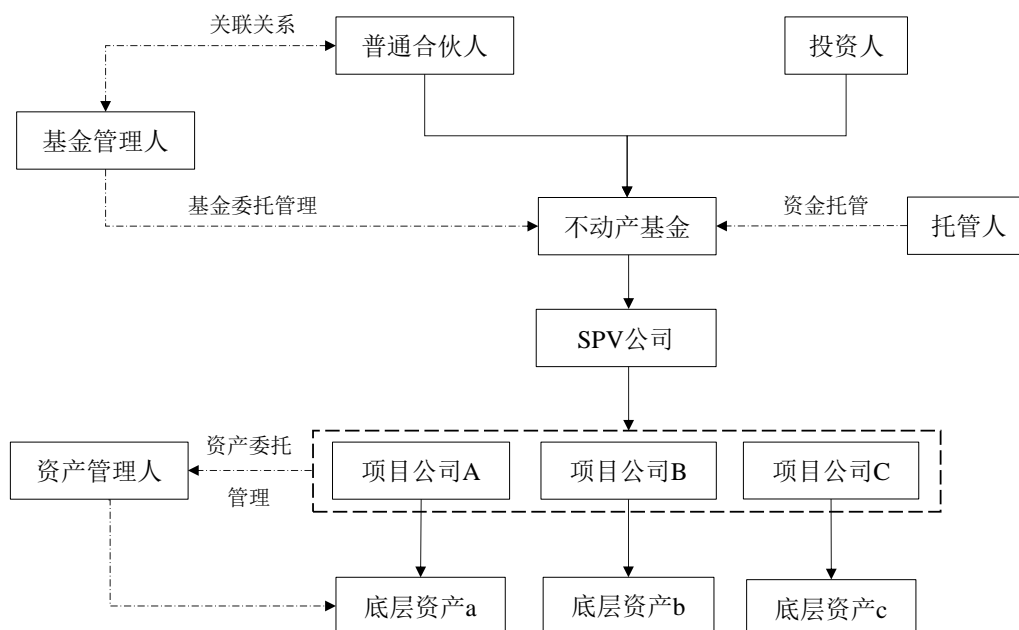 关联关系
普通合伙人
投资人
基金管理人
基金委托管理
不动产基金
资金托管
托管人
SPV公司
资产管理人
资产委托
管理
项目公司A
项目公司B
项目公司C
底层资产a
底层资产b
底层资产c